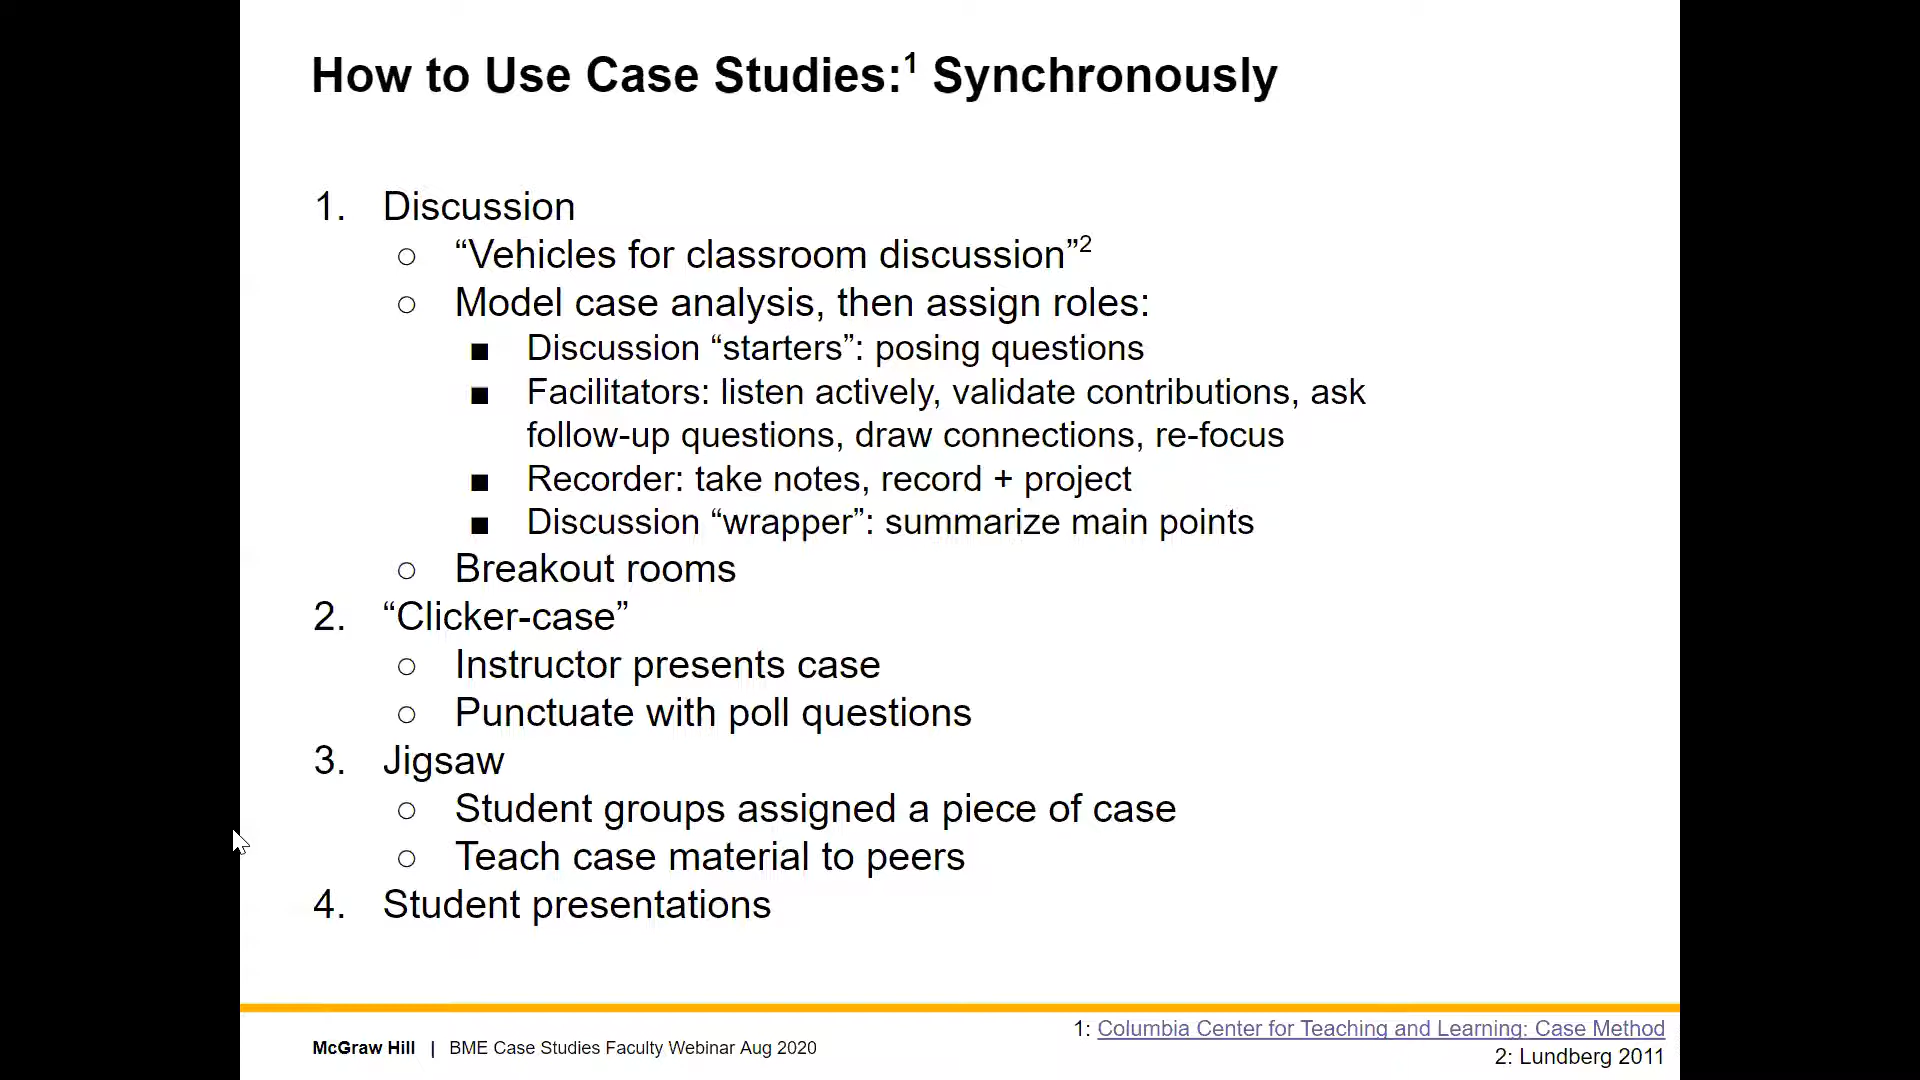 How to Use Case Studies:¹ Synchronously
1. Discussion
○ “Vehicles for classroom discussion”²
○ Model case analysis, then assign roles:
■ Discussion “starters”: posing questions
■ Facilitators: listen actively, validate contributions, ask
follow-up questions, draw connections, re-focus
■ Recorder: take notes, record + project
■ Discussion “wrapper”: summarize main points
○ Breakout rooms
2. “Clicker-case”
○ Instructor presents case
○ Punctuate with poll questions
3. Jigsaw
○ Student groups assigned a piece of case
○ Teach case material to peers
4. Student presentations
McGraw Hill | BME Case Studies Faculty Webinar Aug 2020
1: Columbia Center for Teaching and Learning: Case Method
2: Lundberg 2011